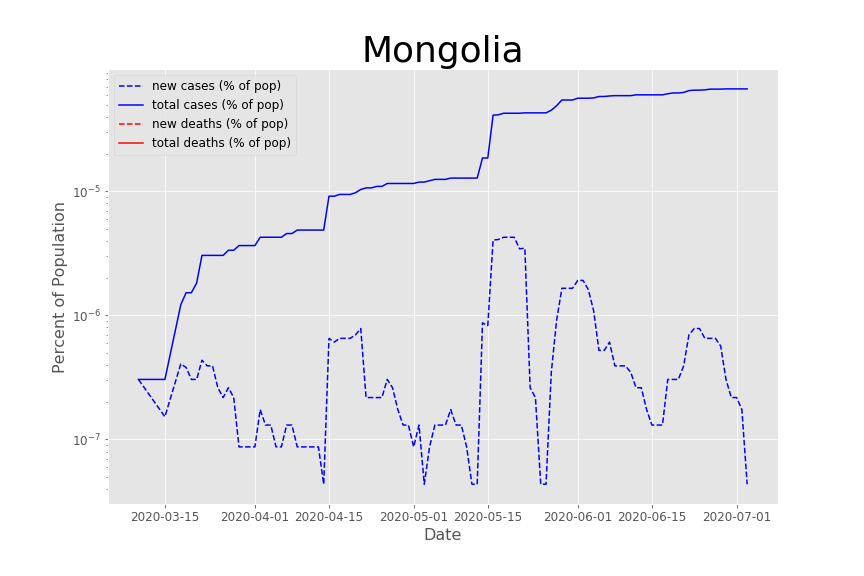 Mongolia
new cases (% of pop)
total cases (% of pop)
new deaths (% of pop)
total deaths (% of pop)
Percent of Population
10⁻⁵
10⁻⁶
10⁻⁷
2020-03-15 2020-04-01 2020-04-15 2020-05-01 2020-05-15 2020-06-01 2020-06-15 2020-07-01
Date